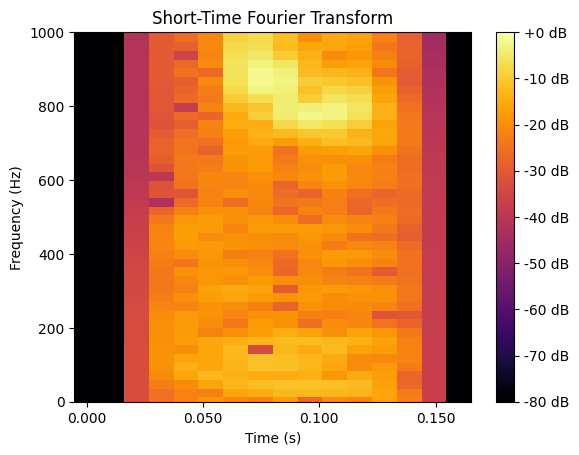 Short-Time Fourier Transform
1000
800
600
400
200
0
Frequency (Hz)
0.000
0.050
0.100
0.150
Time (s)
+0 dB
-10 dB
-20 dB
-30 dB
-40 dB
-50 dB
-60 dB
-70 dB
-80 dB